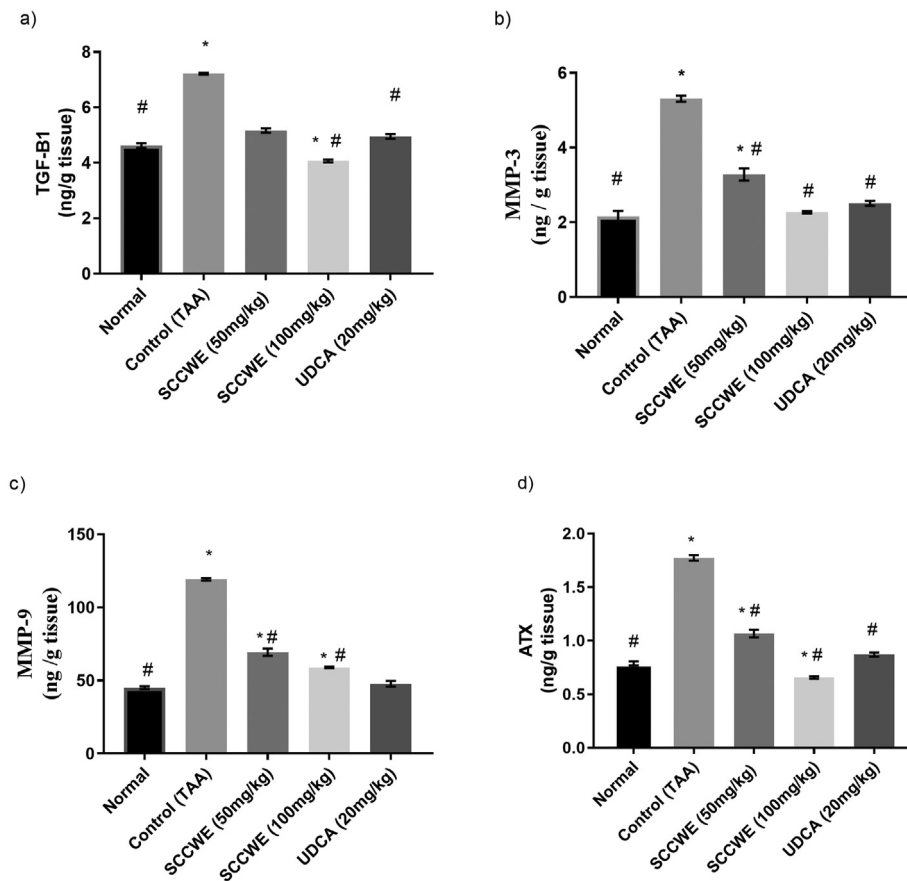 a)
TGF-B1
(ng/g tissue)
8
6
4
2
0
#
*
* #
#
Normal
Control (TAA)
SCCWE (50mg/kg)
SCCWE (100mg/kg)
UDCA (20mg/kg)
b)
MMP-3
(ng / g tissue)
6
4
2
0
#
*
* #
#
#
Normal
Control (TAA)
SCCWE (50mg/kg)
SCCWE (100mg/kg)
UDCA (20mg/kg)
c)
MMP-9
(ng /g tissue)
150
100
50
0
#
*
* #
* #
Normal
Control (TAA)
SCCWE (50mg/kg)
SCCWE (100mg/kg)
UDCA (20mg/kg)
d)
ATX
(ng/g tissue)
2.0
1.5
1.0
0.5
0.0
#
*
* #
* #
#
Normal
Control (TAA)
SCCWE (50mg/kg)
SCCWE (100mg/kg)
UDCA (20mg/kg)